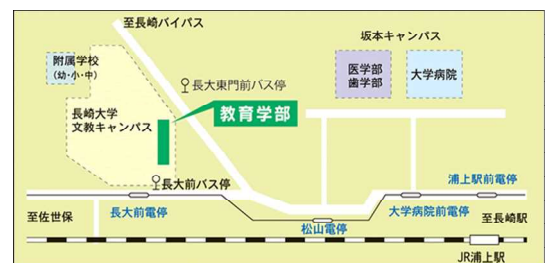 至長崎バイパス
坂本キャンパス
附属学校
(幼・小・中)
医学部
歯学部
大学病院
長大東門前バス停
長崎大学
文教キャンパス
教育学部
長大前バス停
浦上駅前電停
長大前電停
大学病院前電停
至佐世保
松山電停
至長崎駅
JR浦上駅